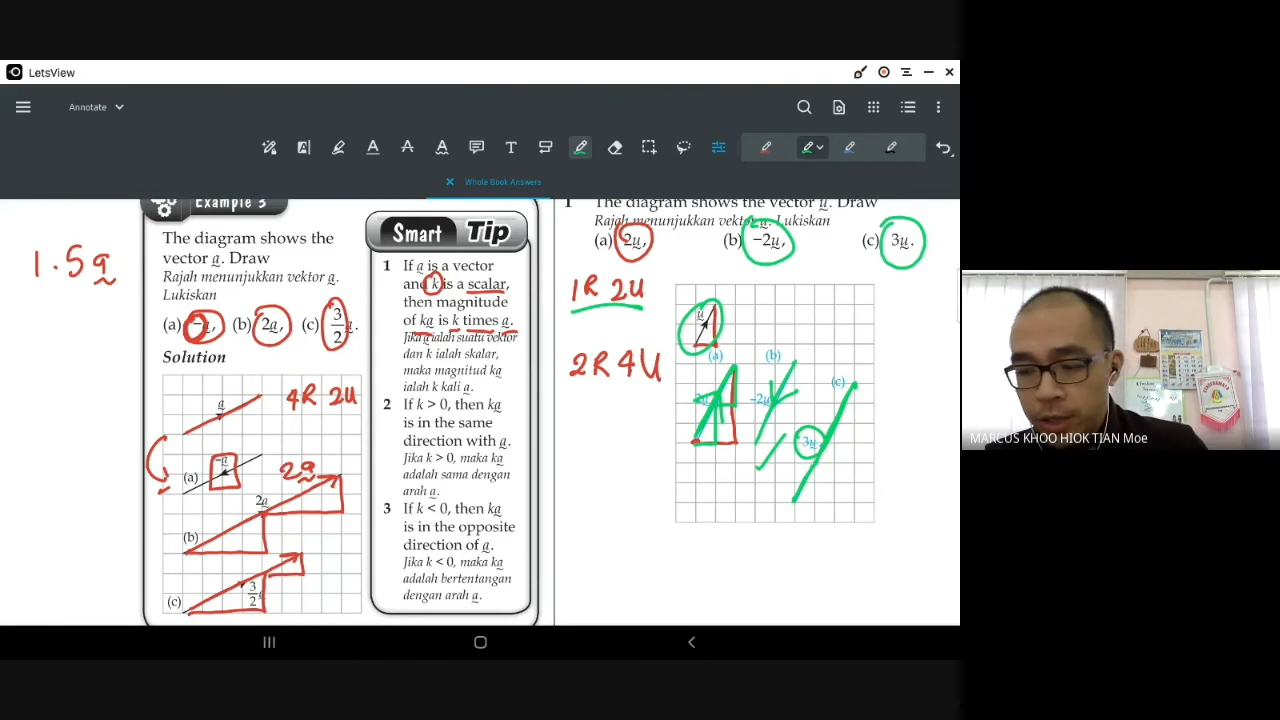 LetsView
Annotate
Whole Book Answers
Example 3
The diagram shows the
vector a. Draw
Rajah menunjukkan vektor a.
Lukiskan
(a) −a, (b) 2a, (c) 3/2 a.
Solution
a
4R 2U
−a
(a)
2a
2a
(b)
3/2
(c)
1.5a
Smart Tip
1 If a is a vector
and k is a scalar,
then magnitude
of ka is k times a.
Jika a ialah suatu vektor
dan k ialah skalar,
maka magnitud ka
ialah k kali a.
2 If k > 0, then ka
is in the same
direction with a.
Jika k > 0, maka ka
adalah sama dengan
arah a.
3 If k < 0, then ka
is in the opposite
direction of a.
Jika k < 0, maka ka
adalah bertentangan
dengan arah a.
1 The diagram shows the vector u. Draw
Rajah menunjukkan vektor u. Lukiskan
(a) 2u, (b) −2u, (c) 3u.
1R 2U
2R 4U
u
(a) (b) (c)
2u −2u
3u
MARCUS KHOO HIOK TIAN Moe